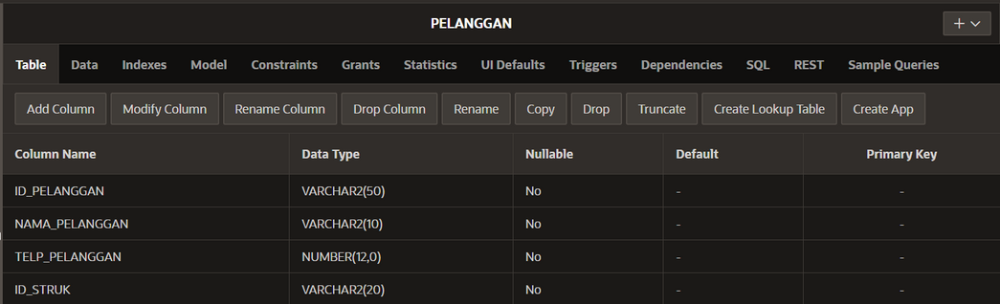 PELANGGAN
Table Data Indexes Model Constraints Grants Statistics UI Defaults Triggers Dependencies SQL REST Sample Queries
Add Column Modify Column Rename Column Drop Column Rename Copy Drop Truncate Create Lookup Table Create App
Column Name Data Type Nullable Default Primary Key
ID_PELANGGAN VARCHAR2(50) No - -
NAMA_PELANGGAN VARCHAR2(10) No - -
TELP_PELANGGAN NUMBER(12,0) No - -
ID_STRUK VARCHAR2(20) No - -